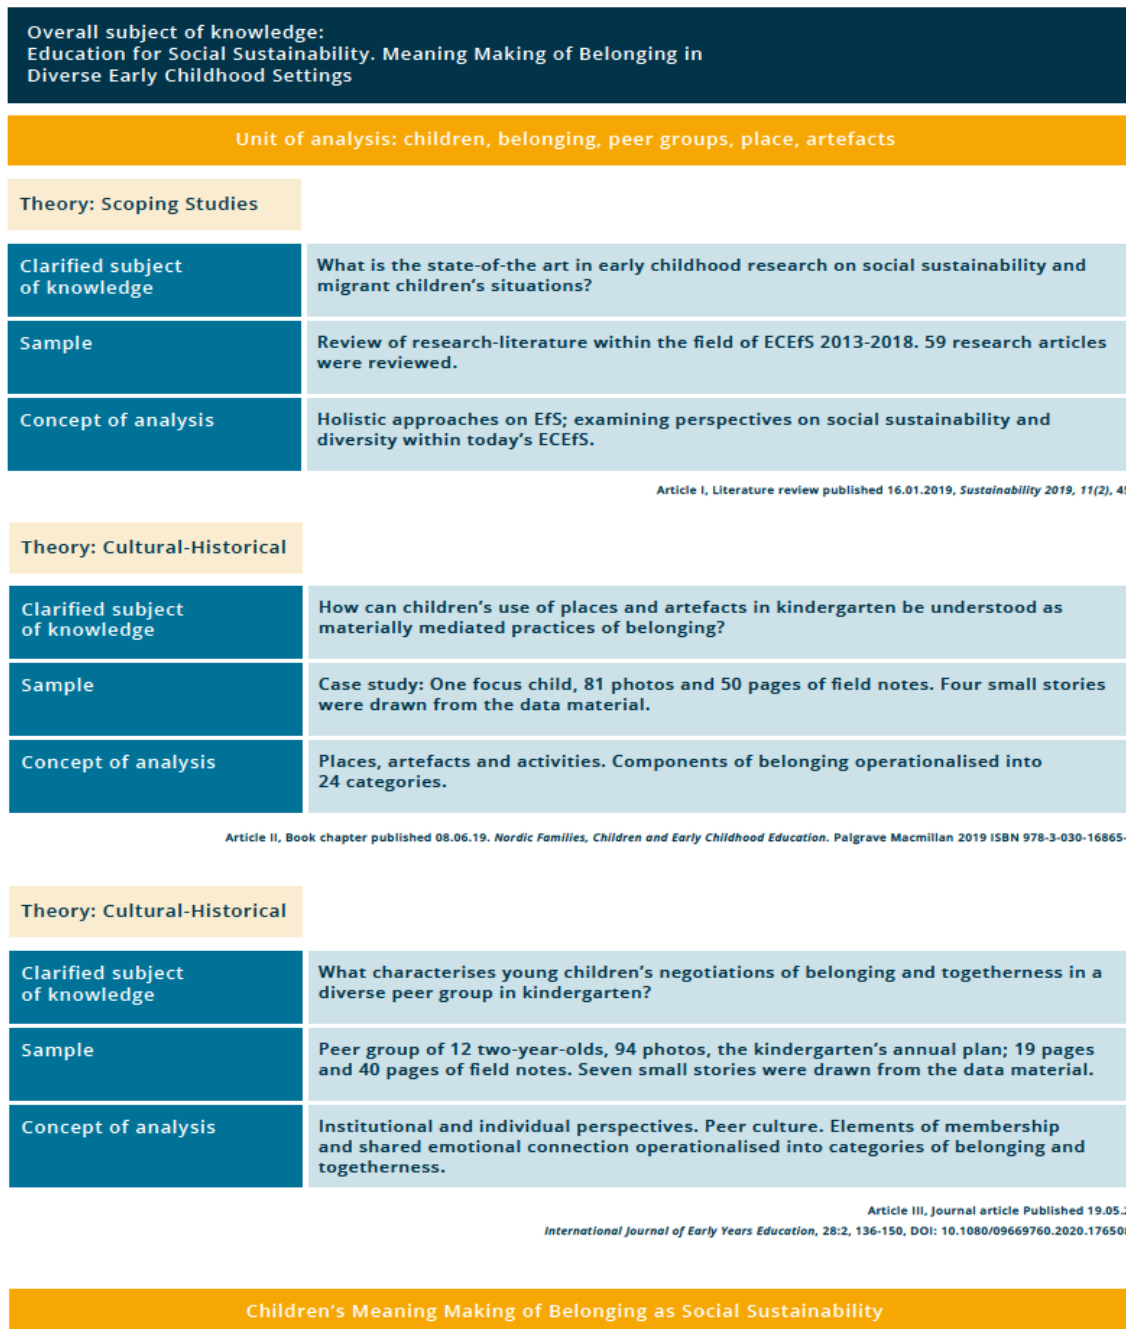 Overall subject of knowledge:
Education for Social Sustainability. Meaning Making of Belonging in
Diverse Early Childhood Settings
Unit of analysis: children, belonging, peer groups, place, artefacts
Theory: Scoping Studies
Clarified subject
of knowledge
What is the state-of-the art in early childhood research on social sustainability and
migrant children's situations?
Sample
Review of research-literature within the field of ECEfS 2013-2018. 59 research articles
were reviewed.
Concept of analysis
Holistic approaches on EfS; examining perspectives on social sustainability and
diversity within today's ECEfS.
Article I, Literature review published 16.01.2019, Sustainability 2019, 11(2),
Theory: Cultural-Historical
Clarified subject
of knowledge
How can children's use of places and artefacts in kindergarten be understood as
materially mediated practices of belonging?
Sample
Case study: One focus child, 81 photos and 50 pages of field notes. Four small stories
were drawn from the data material.
Concept of analysis
Places, artefacts and activities. Components of belonging operationalised into
24 categories.
Article II, Book chapter published 08.06.19. Nordic Families, Children and Early Childhood Education. Palgrave Macmillan 2019 ISBN 978-3-030-16865-
Theory: Cultural-Historical
Clarified subject
of knowledge
What characterises young children's negotiations of belonging and togetherness in a
diverse peer group in kindergarten?
Sample
Peer group of 12 two-year-olds, 94 photos, the kindergarten's annual plan; 19 pages
and 40 pages of field notes. Seven small stories were drawn from the data material.
Concept of analysis
Institutional and individual perspectives. Peer culture. Elements of membership
and shared emotional connection operationalised into categories of belonging and
togetherness.
Article III, Journal article Published 19.05.
International Journal of Early Years Education, 28:2, 136-150, DOI: 10.1080/09669760.2020.176508
Children's Meaning Making of Belonging as Social Sustainability